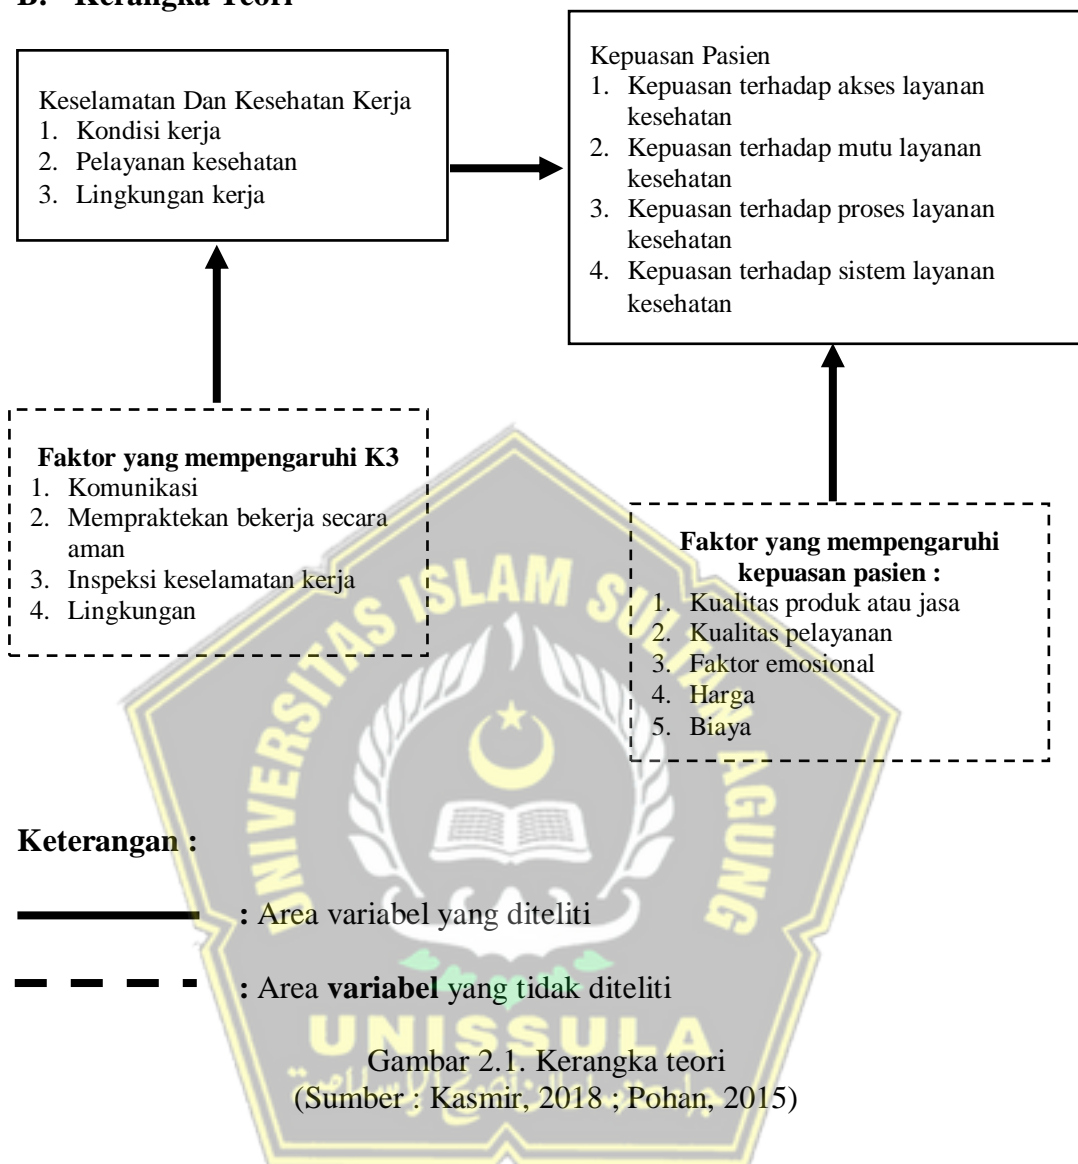 B. Kerangka Teori
Keselamatan Dan Kesehatan Kerja
1. Kondisi kerja
2. Pelayanan kesehatan
3. Lingkungan kerja
Kepuasan Pasien
1. Kepuasan terhadap akses layanan
kesehatan
2. Kepuasan terhadap mutu layanan
kesehatan
3. Kepuasan terhadap proses layanan
kesehatan
4. Kepuasan terhadap sistem layanan
kesehatan
Faktor yang mempengaruhi K3
1. Komunikasi
2. Mempraktekan bekerja secara
aman
3. Inspeksi keselamatan kerja
4. Lingkungan
Faktor yang mempengaruhi
kepuasan pasien :
1. Kualitas produk atau jasa
2. Kualitas pelayanan
3. Faktor emosional
4. Harga
5. Biaya
UNIVERSITAS ISLAM SULTAN AGUNG
Keterangan :
: Area variabel yang diteliti
: Area variabel yang tidak diteliti
UNISSULA
Gambar 2.1. Kerangka teori
(Sumber : Kasmir, 2018 ; Pohan, 2015)